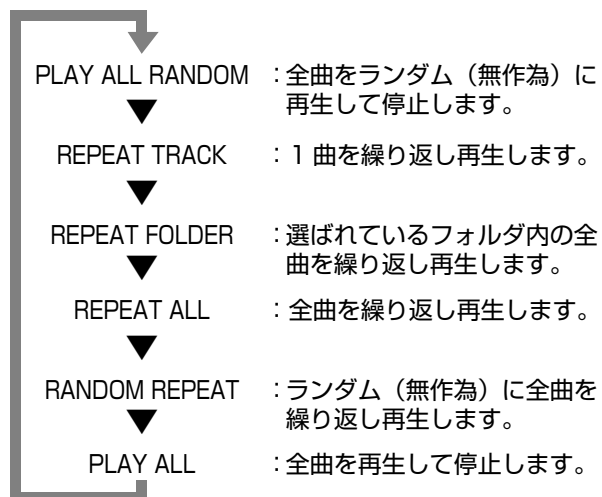 PLAY ALL RANDOM :全曲をランダム（無作為）に
再生して停止します。
REPEAT TRACK :1 曲を繰り返し再生します。
REPEAT FOLDER :選ばれているフォルダ内の全
曲を繰り返し再生します。
REPEAT ALL :全曲を繰り返し再生します。
RANDOM REPEAT :ランダム（無作為）に全曲を
繰り返し再生します。
PLAY ALL :全曲を再生して停止します。